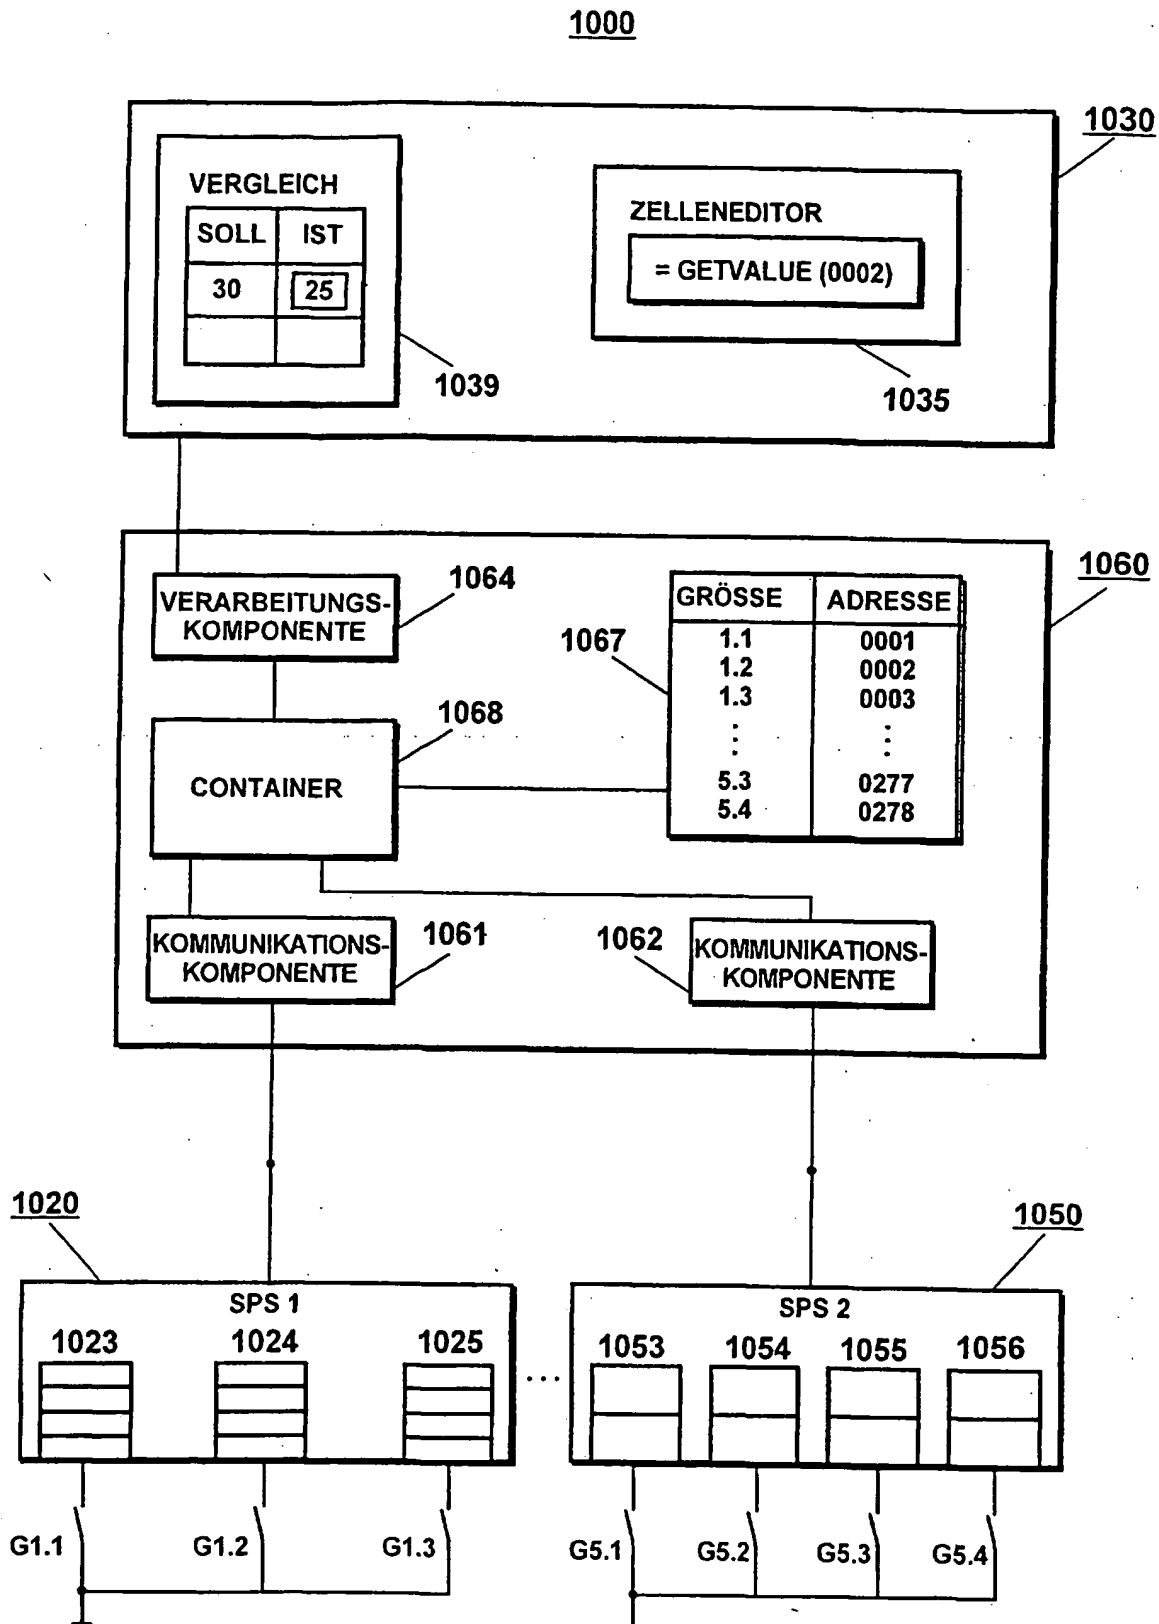 1000
1030
VERGLEICH
SOLL IST
30 25
1039
ZELLENEDITOR
= GETVALUE (0002)
1035
1060
VERARBEITUNGS-
KOMPONENTE
1064
CONTAINER
1068
1067
GRÖSSE ADRESSE
1.1 0001
1.2 0002
1.3 0003
5.3 0277
5.4 0278
KOMMUNIKATIONS-
KOMPONENTE
1061
1062
KOMMUNIKATIONS-
KOMPONENTE
1020
SPS 1
1023 1024 1025
...
1050
SPS 2
1053 1054 1055 1056
G1.1 G1.2 G1.3
G5.1 G5.2 G5.3 G5.4